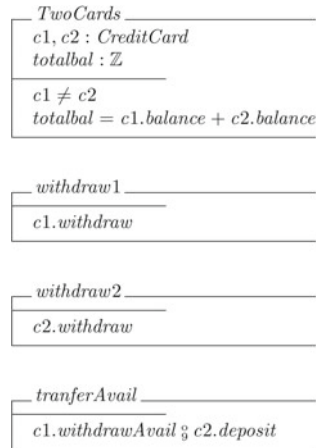 TwoCards
c1, c2 : CreditCard
totalbal : ℤ
c1 ≠ c2
totalbal = c1.balance + c2.balance
withdraw1
c1.withdraw
withdraw2
c2.withdraw
tranferAvail
c1.withdrawAvail ⨟ c2.deposit